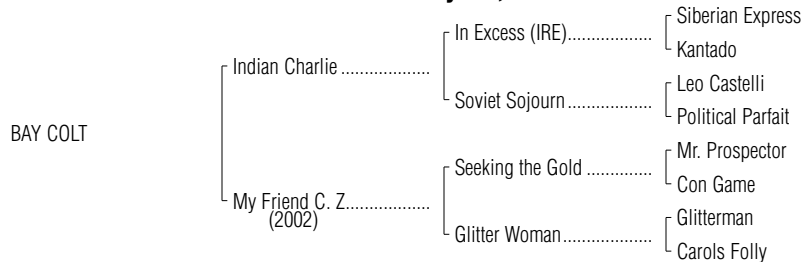 Siberian Express
In Excess (IRE)..................
Kantado
Indian Charlie ...................
Leo Castelli
Soviet Sojourn..................
Political Parfait
BAY COLT
Mr. Prospector
Seeking the Gold ..............
Con Game
My Friend C. Z..................
(2002)
Glitterman
Glitter Woman...................
Carols Folly